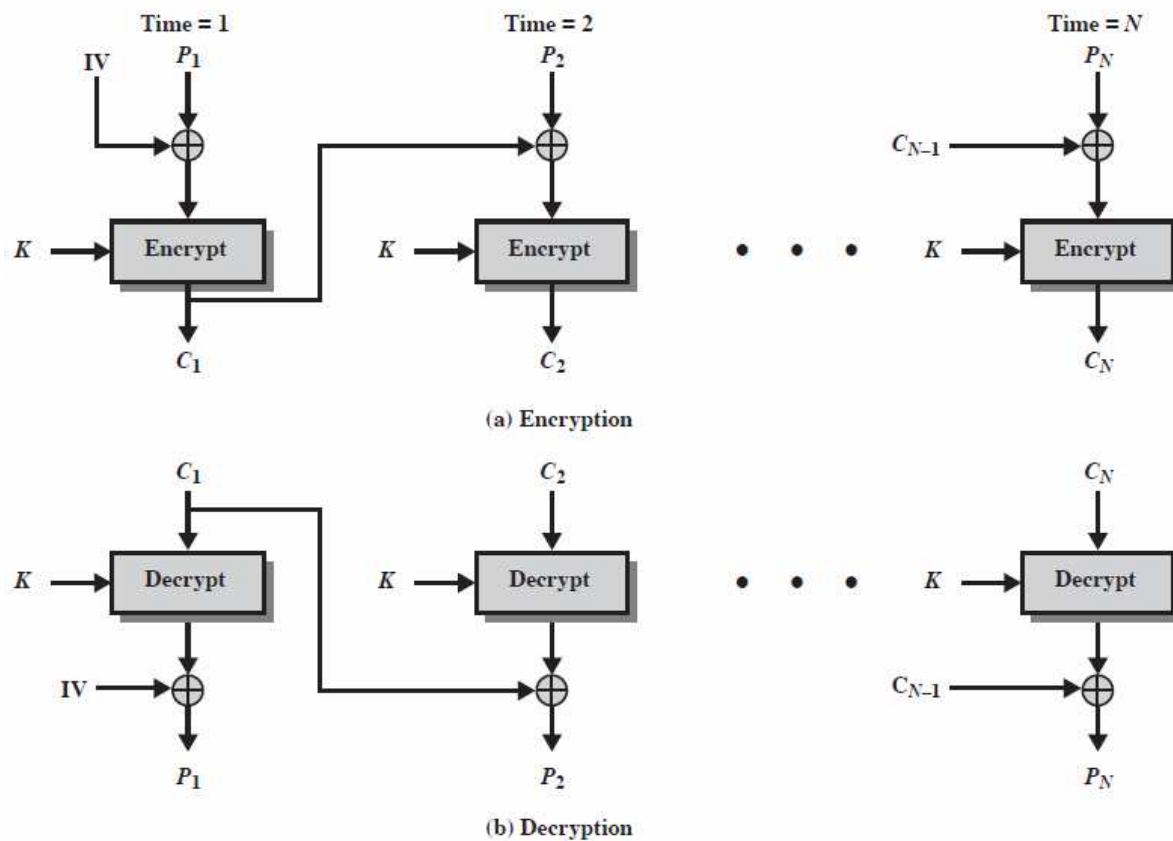 Time = 1 Time = 2 Time = N
IV P1 P2 PN
CN–1
K Encrypt K Encrypt • • • K Encrypt
C1 C2 CN
(a) Encryption
C1 C2 CN
K Decrypt K Decrypt • • • K Decrypt
IV CN–1
P1 P2 PN
(b) Decryption